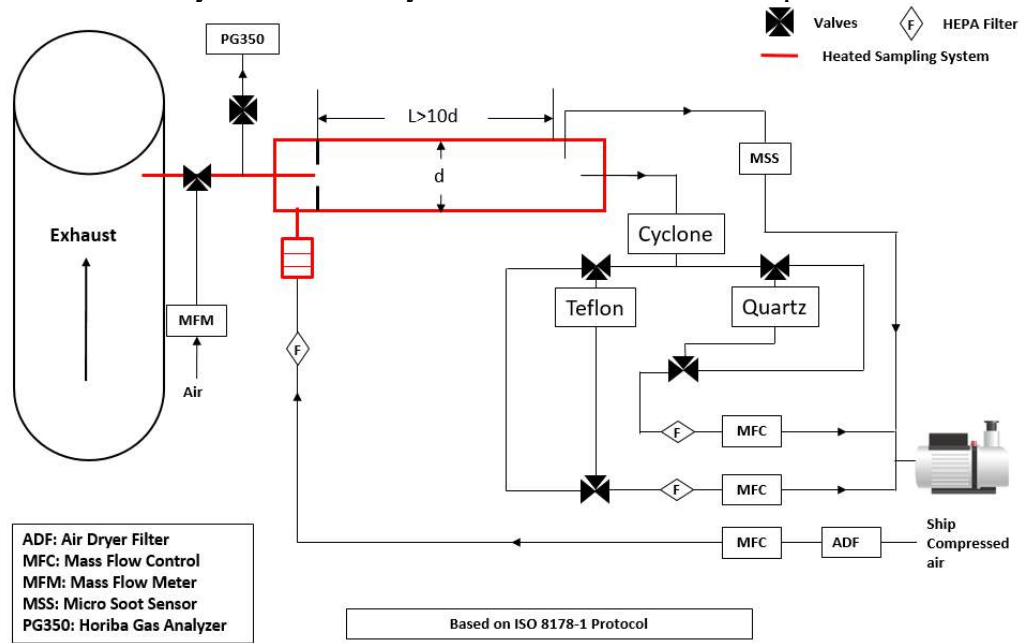 Valves
F
HEPA Filter
Heated Sampling System
PG350
L>10d
d
MSS
Exhaust
Cyclone
Teflon
Quartz
MFM
F
Air
F
MFC
F
MFC
MFC
ADF
Ship
Compressed
air
ADF: Air Dryer Filter
MFC: Mass Flow Control
MFM: Mass Flow Meter
MSS: Micro Soot Sensor
PG350: Horiba Gas Analyzer
Based on ISO 8178-1 Protocol